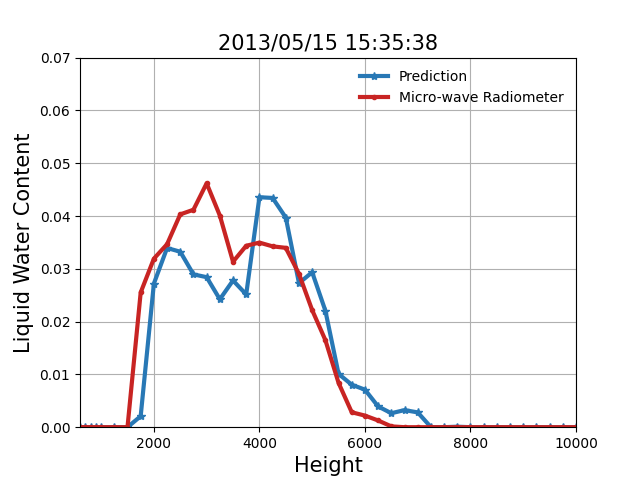 2013/05/15 15:35:38
Prediction
Micro-wave Radiometer
Liquid Water Content
0.07
0.06
0.05
0.04
0.03
0.02
0.01
0.00
2000 4000 6000 8000 10000
Height